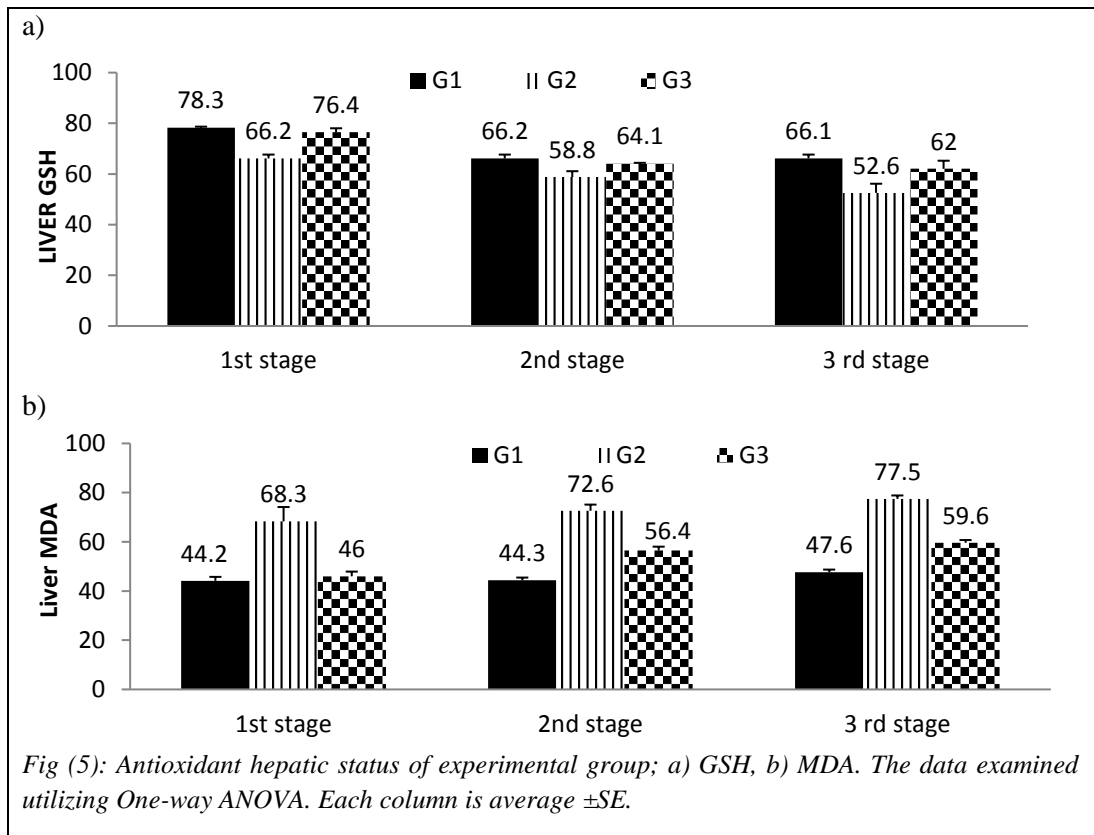 a)
G1 G2 G3
100
80
60
40
20
0
LIVER GSH
78.3 66.2 76.4
66.2 58.8 64.1
66.1 52.6 62
1st stage 2nd stage 3 rd stage
b)
G1 G2 G3
100
80
60
40
20
0
Liver MDA
44.2 68.3 46
44.3 72.6 56.4
47.6 77.5 59.6
1st stage 2nd stage 3 rd stage
Fig (5): Antioxidant hepatic status of experimental group; a) GSH, b) MDA. The data examined
utilizing One-way ANOVA. Each column is average ±SE.